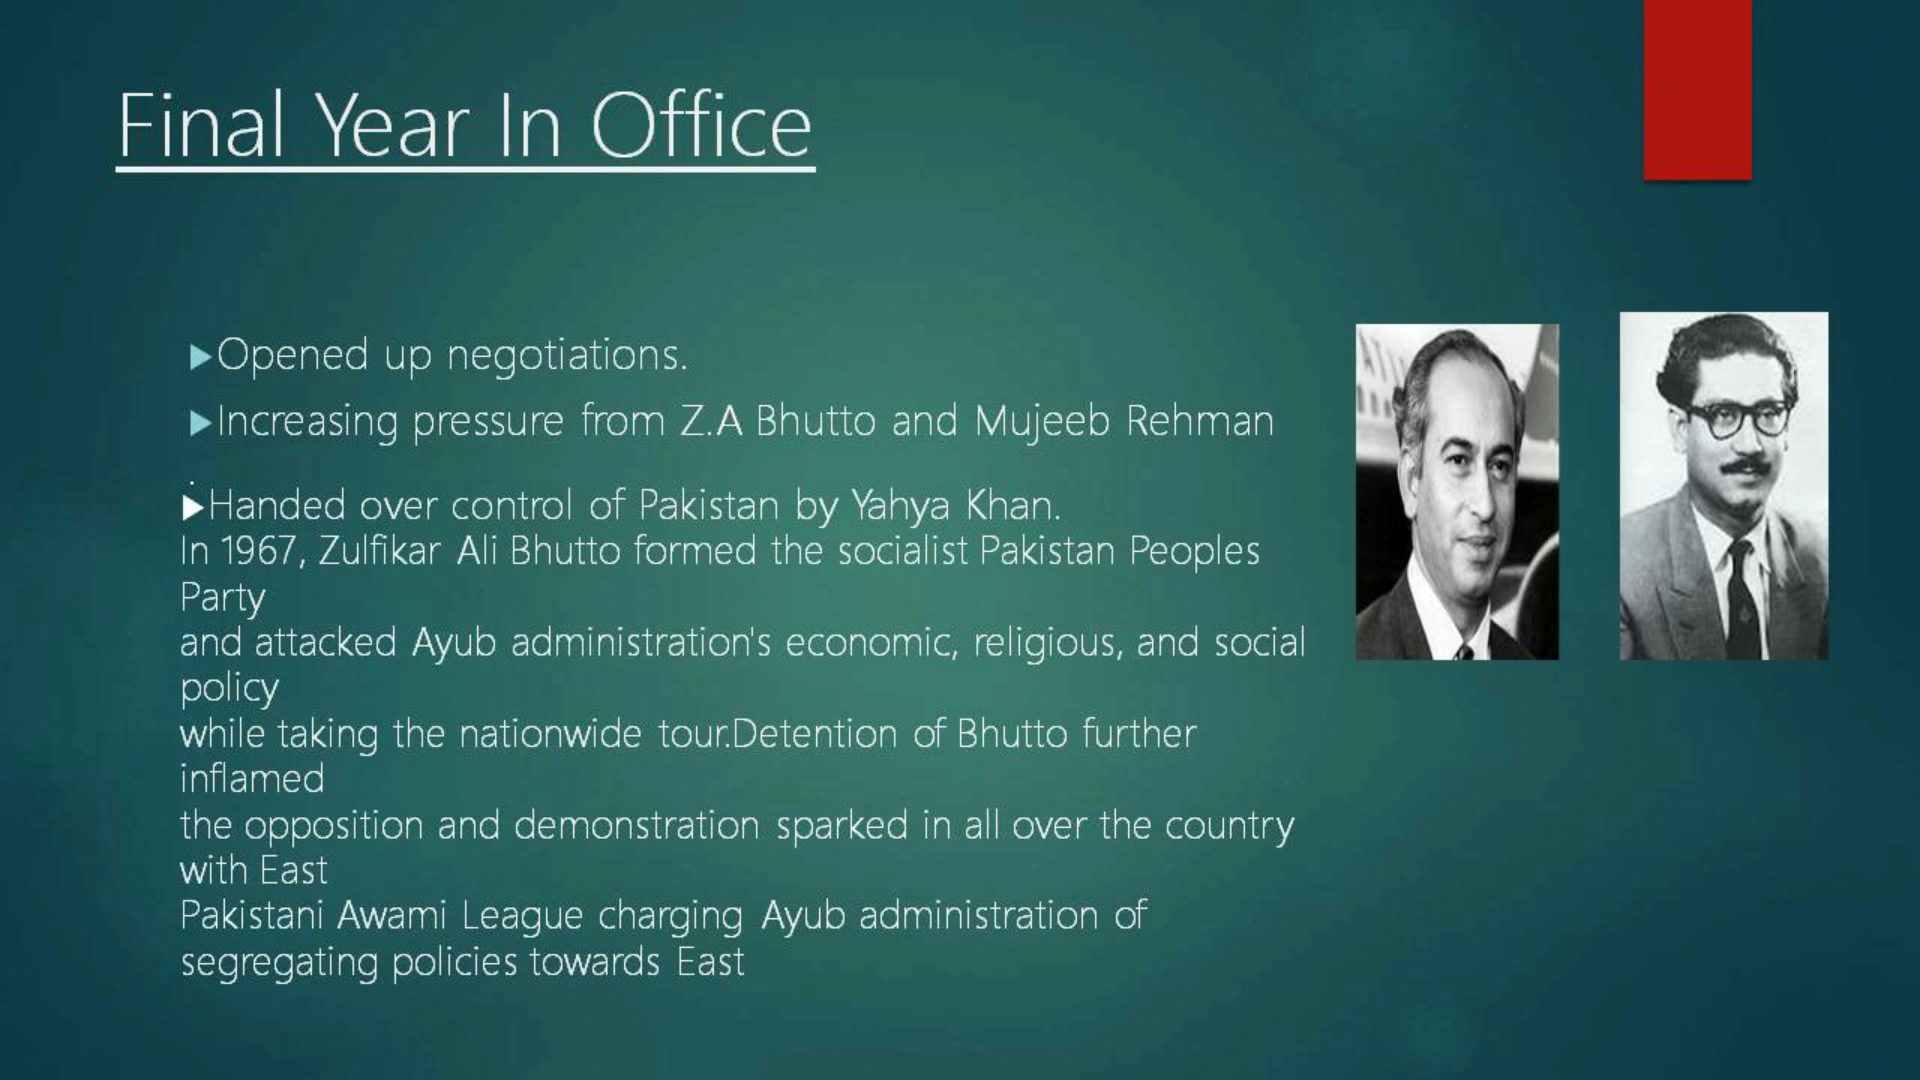 Final Year In Office
▶Opened up negotiations.
▶Increasing pressure from Z.A Bhutto and Mujeeb Rehman
.
▶Handed over control of Pakistan by Yahya Khan.
In 1967, Zulfikar Ali Bhutto formed the socialist Pakistan Peoples
Party
and attacked Ayub administration's economic, religious, and social
policy
while taking the nationwide tour.Detention of Bhutto further
inflamed
the opposition and demonstration sparked in all over the country
with East
Pakistani Awami League charging Ayub administration of
segregating policies towards East